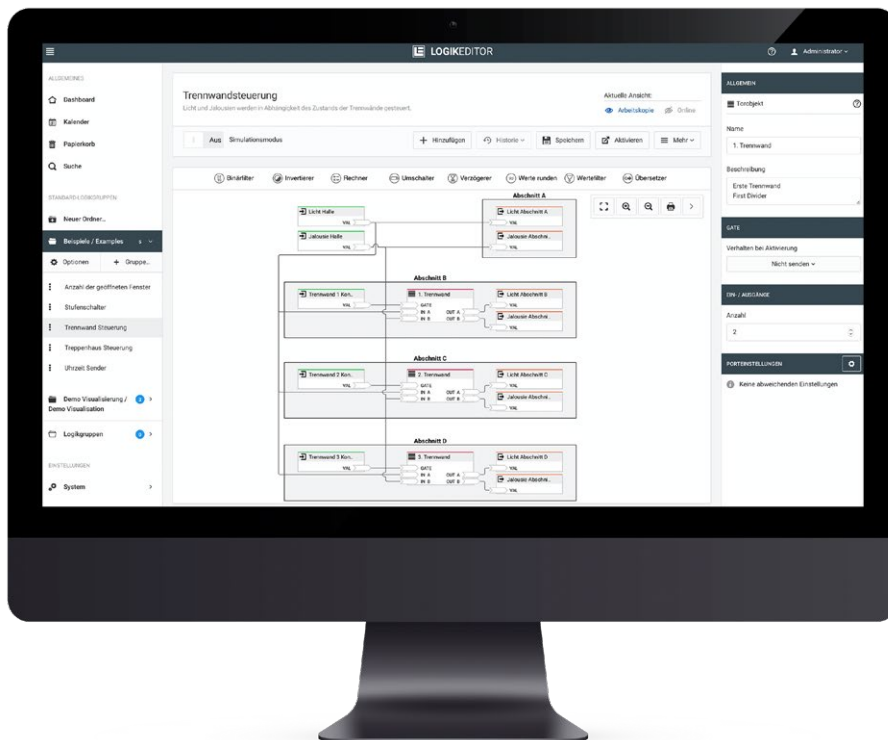 LOGIKEDITOR
Administrator
ALLGEMEINES
Dashboard
Kalender
Papierkorb
Suche
STANDARD-LOGIKGRUPPEN
Neuer Ordner...
Beispiele / Examples
Optionen
+ Gruppe...
Anzahl der geöffneten Fenster
Stufenschalter
Trennwand Steuerung
Treppenhaus Steuerung
Uhrzeit Sender
Demo Visualisierung /
Demo Visualisation
Logikgruppen
EINSTELLUNGEN
System
Trennwandsteuerung
Licht und Jalousien werden in Abhängigkeit des Zustands der Trennwände gesteuert.
Aktuelle Ansicht:
Arbeitskopie
Online
Aus Simulationsmodus
+ Hinzufügen
Historie
Speichern
Aktivieren
Mehr
Binärfilter
Invertierer
Rechner
Umschalter
Verzögerer
Werte runden
Wertefilter
Übersetzer
Abschnitt A
Licht Halle
VAL
Jalousie Halle
VAL
Licht Abschnitt A
VAL
Jalousie Abschni..
VAL
Abschnitt B
Trennwand 1 Kon..
VAL
1. Trennwand
GATE
IN A OUT A
IN B OUT B
Licht Abschnitt B
VAL
Jalousie Abschni..
VAL
Abschnitt C
Trennwand 2 Kon..
VAL
2. Trennwand
GATE
IN A OUT A
IN B OUT B
Licht Abschnitt C
VAL
Jalousie Abschni..
VAL
Abschnitt D
Trennwand 3 Kon..
VAL
3. Trennwand
GATE
IN A OUT A
IN B OUT B
Licht Abschnitt D
VAL
Jalousie Abschni..
VAL
ALLGEMEIN
Torobjekt
Name
1. Trennwand
Beschreibung
Erste Trennwand
First Divider
GATE
Verhalten bei Aktivierung
Nicht senden
EIN- / AUSGÄNGE
Anzahl
2
PORTEINSTELLUNGEN
Keine abweichenden Einstellungen